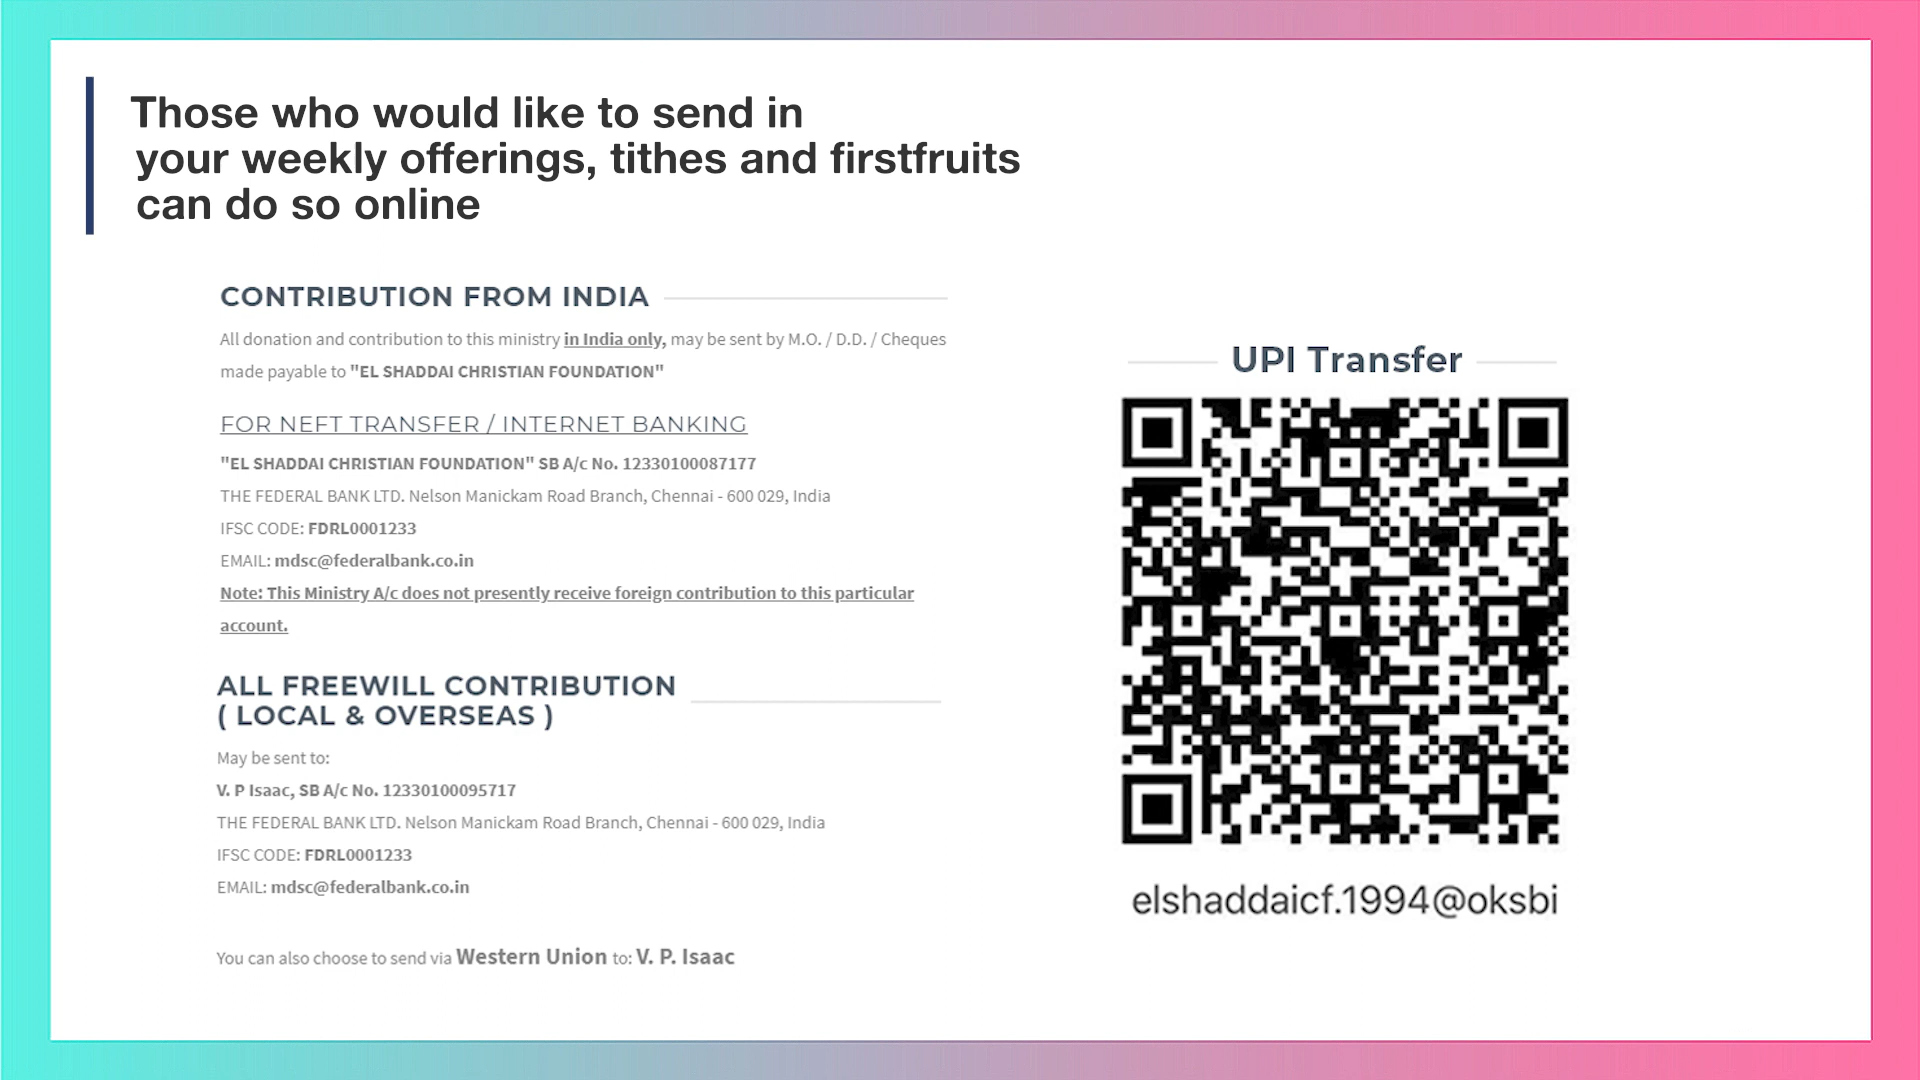 Those who would like to send in
your weekly offerings, tithes and firstfruits
can do so online
CONTRIBUTION FROM INDIA
All donation and contribution to this ministry in India only, may be sent by M.O. / D.D. / Cheques
made payable to "EL SHADDAI CHRISTIAN FOUNDATION"
FOR NEFT TRANSFER / INTERNET BANKING
"EL SHADDAI CHRISTIAN FOUNDATION" SB A/c No. 12330100087177
THE FEDERAL BANK LTD. Nelson Manickam Road Branch, Chennai - 600 029, India
IFSC CODE: FDRL0001233
EMAIL: mdsc@federalbank.co.in
Note: This Ministry A/c does not presently receive foreign contribution to this particular
account.
ALL FREEWILL CONTRIBUTION
( LOCAL & OVERSEAS )
May be sent to:
V. P Isaac, SB A/c No. 12330100095717
THE FEDERAL BANK LTD. Nelson Manickam Road Branch, Chennai - 600 029, India
IFSC CODE: FDRL0001233
EMAIL: mdsc@federalbank.co.in
You can also choose to send via Western Union to: V. P. Isaac
UPI Transfer
elshaddaicf.1994@oksbi